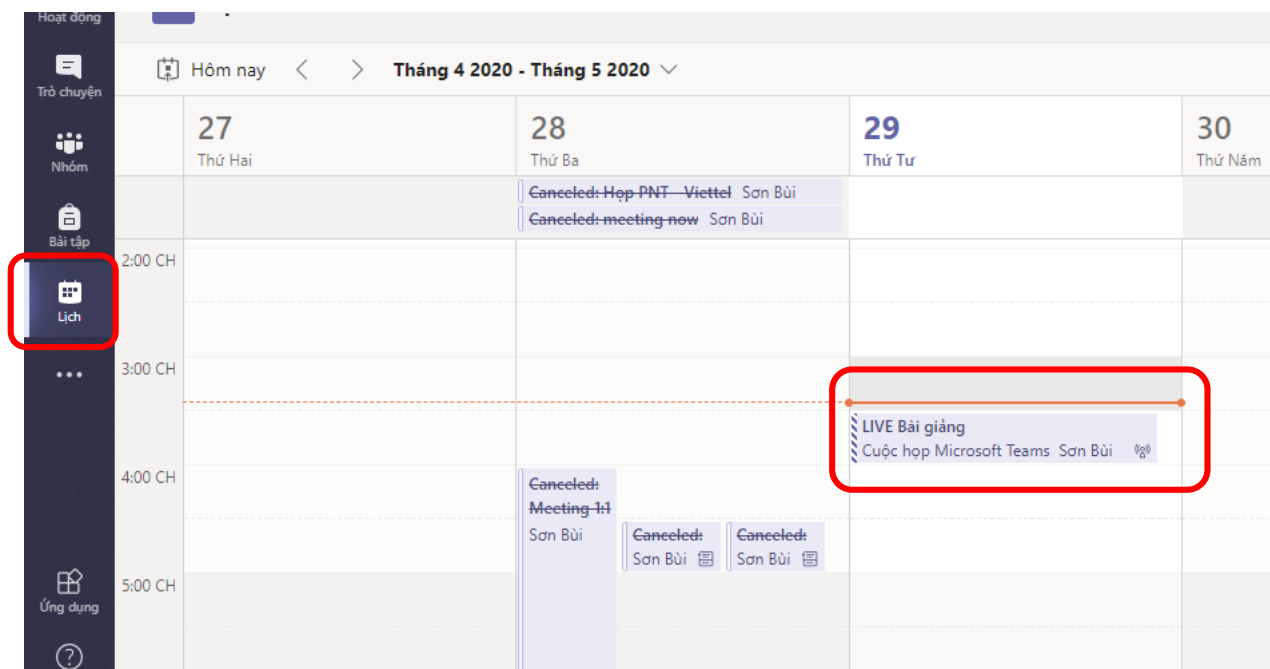 Hoạt động
Trò chuyện
Nhóm
Bài tập
Lịch
Ứng dụng
Hôm nay
Tháng 4 2020 - Tháng 5 2020
27
Thứ Hai
28
Thứ Ba
29
Thứ Tư
30
Thứ Năm
Canceled: Họp PNT - Viettel Sơn Bùi
Canceled: meeting now Sơn Bùi
2:00 CH
3:00 CH
LIVE Bài giảng
Cuộc họp Microsoft Teams Sơn Bùi
4:00 CH
Canceled:
Meeting 1:1
Sơn Bùi
Canceled:
Sơn Bùi
Canceled:
Sơn Bùi
5:00 CH